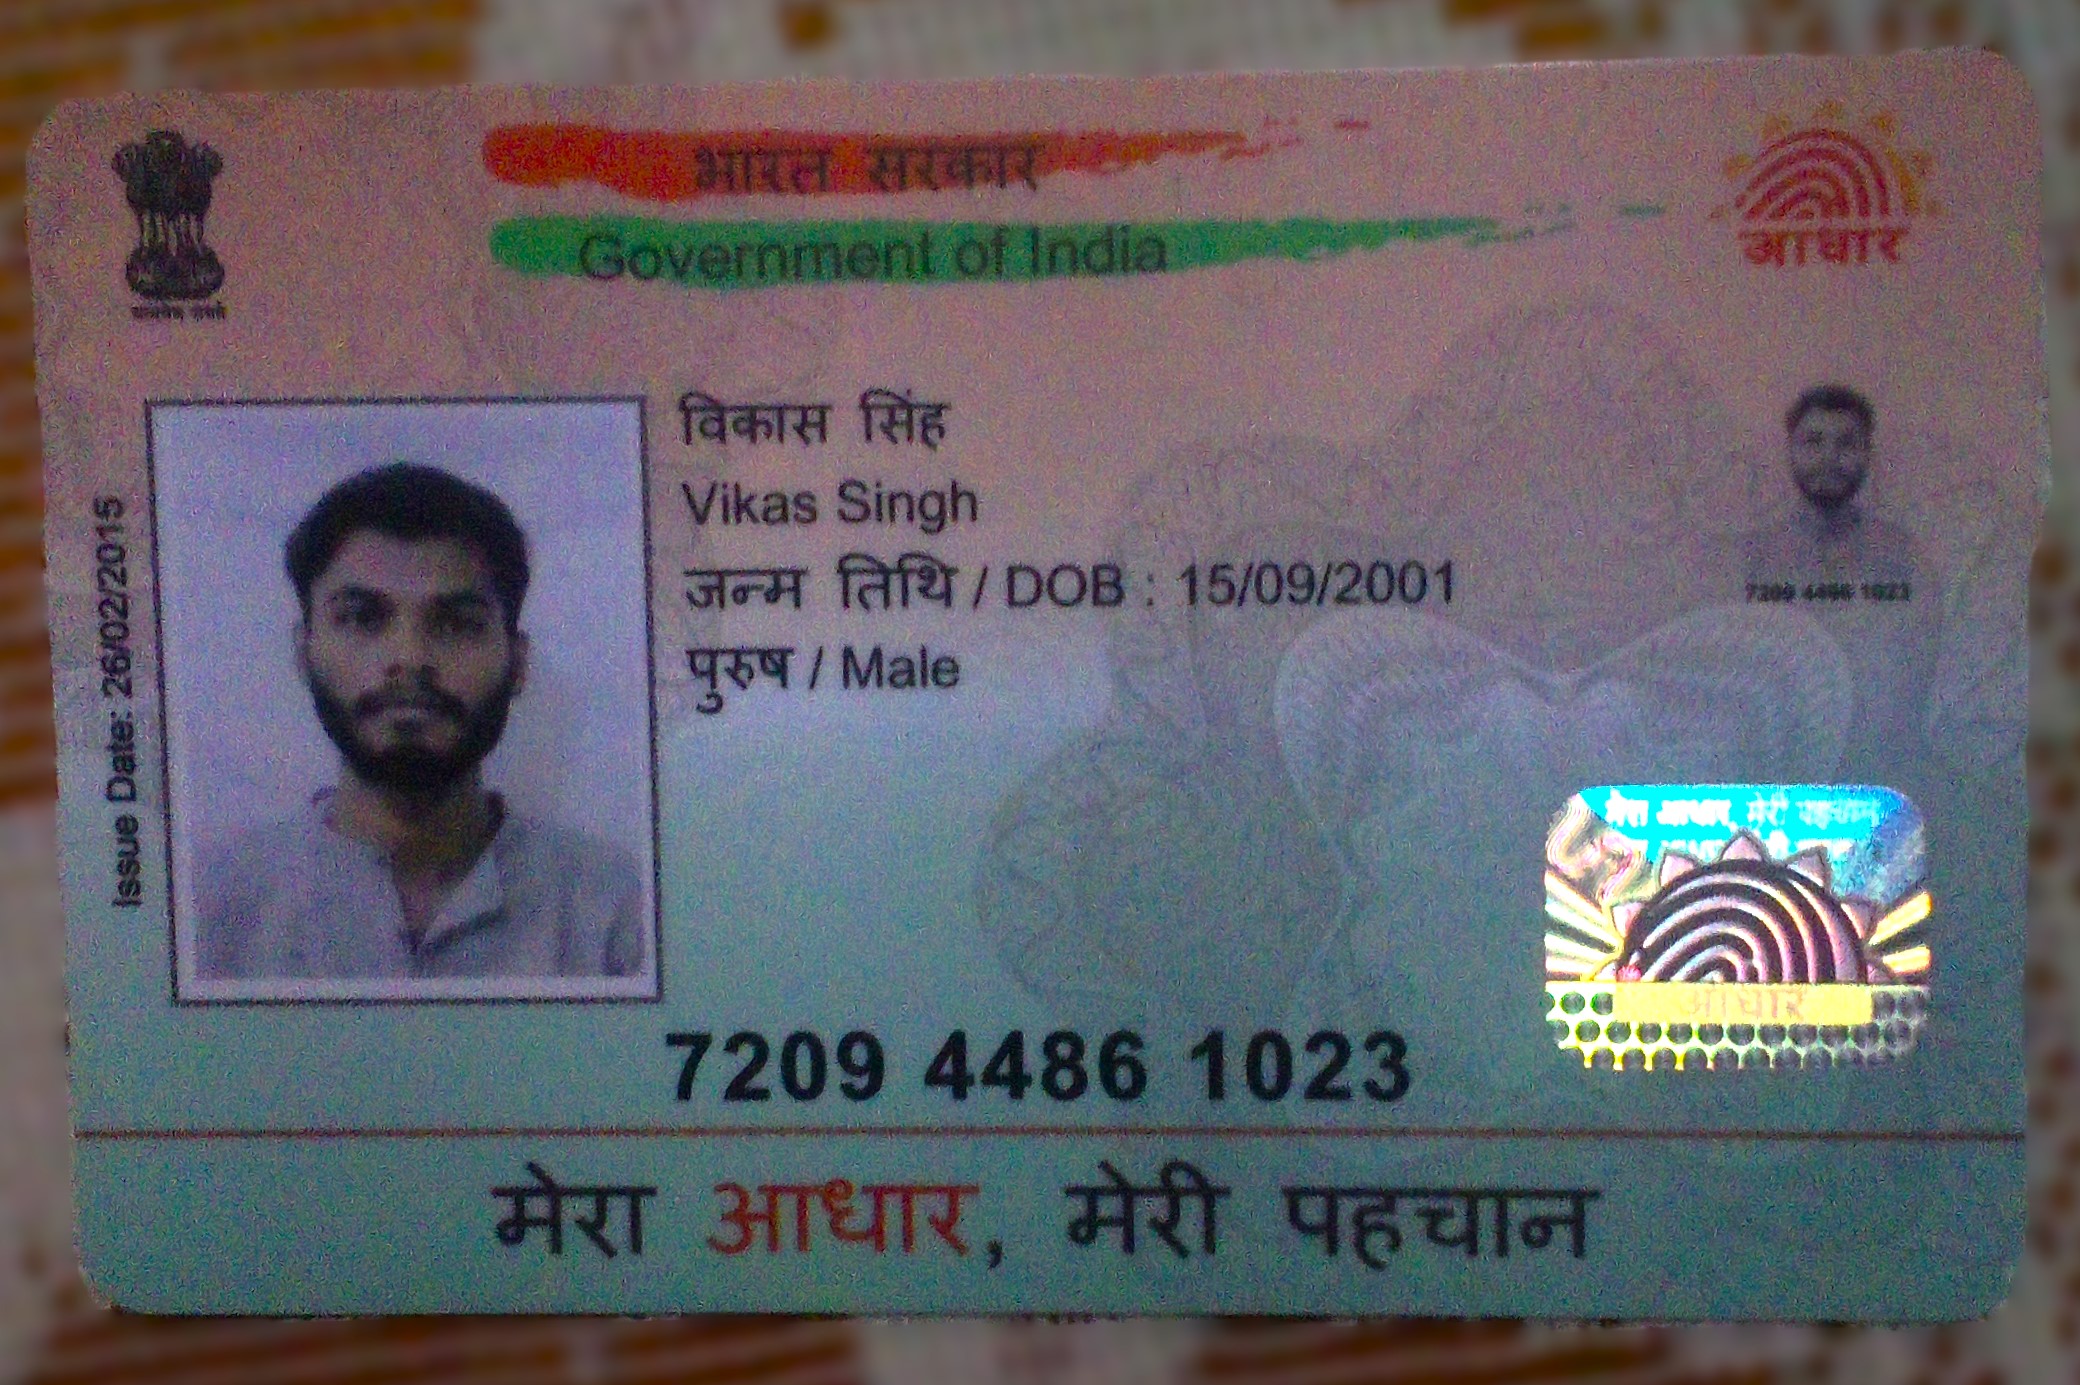 भारत सरकार
Government of India
आधार
विकास सिंह
Vikas Singh
जन्म तिथि / DOB : 15/09/2001
पुरुष / Male
Issue Date: 26/02/2015
7209 4486 1023
मेरा आधार, मेरी पहचान
आधार
7209 4486 1023
मेरा आधार, मेरी पहचान